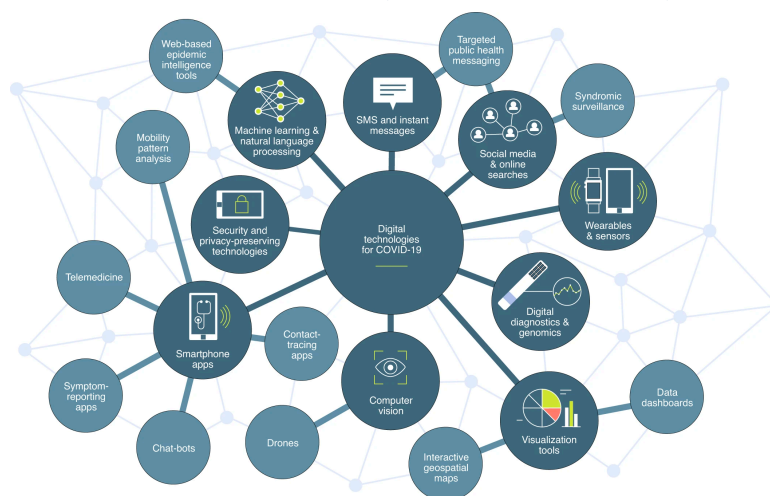 Web-based
epidemic
intelligence
tools
Targeted
public health
messaging
Syndromic
surveillance
Mobility
pattern
analysis
Machine learning &
natural language
processing
SMS and instant
messages
Social media
& online
searches
Wearables
& sensors
Security and
privacy-preserving
technologies
Digital
technologies
for COVID-19
Telemedicine
Digital
diagnostics &
genomics
Smartphone
apps
Contact-
tracing
apps
Symptom-
reporting
apps
Computer
vision
Data
dashboards
Chat-bots
Drones
Interactive
geospatial
maps
Visualization
tools